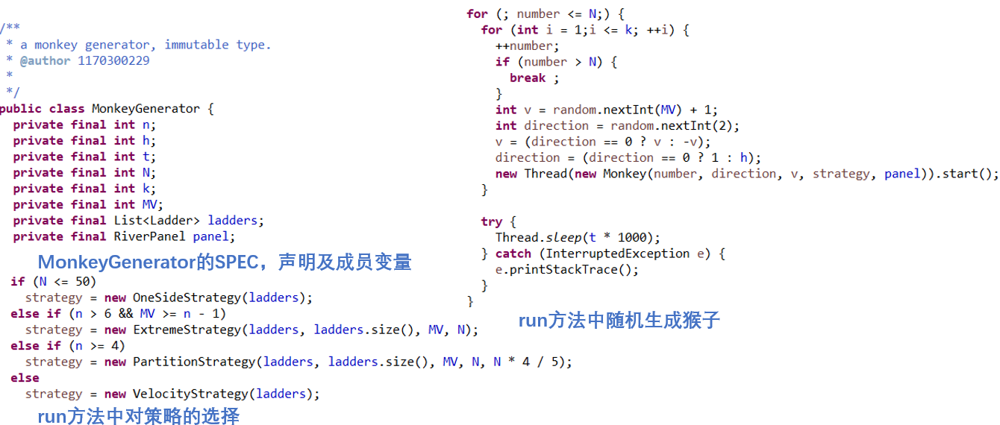 /**
 * a monkey generator, immutable type.
 * @author 1170300229
 *
 */
public class MonkeyGenerator {
  private final int n;
  private final int h;
  private final int t;
  private final int N;
  private final int k;
  private final int MV;
  private final List<Ladder> ladders;
  private final RiverPanel panel;
MonkeyGenerator的SPEC，声明及成员变量
if (N <= 50)
  strategy = new OneSideStrategy(ladders);
else if (n > 6 && MV >= n - 1)
  strategy = new ExtremeStrategy(ladders, ladders.size(), MV, N);
else if (n >= 4)
  strategy = new PartitionStrategy(ladders, ladders.size(), MV, N, N * 4 / 5);
else
  strategy = new VelocityStrategy(ladders);
run方法中对策略的选择
for (; number <= N;) {
  for (int i = 1;i <= k; ++i) {
    ++number;
    if (number > N) {
      break ;
    }
    int v = random.nextInt(MV) + 1;
    int direction = random.nextInt(2);
    v = (direction == 0 ? v : -v);
    direction = (direction == 0 ? 1 : h);
    new Thread(new Monkey(number, direction, v, strategy, panel)).start();
  }
  try {
    Thread.sleep(t * 1000);
  } catch (InterruptedException e) {
    e.printStackTrace();
  }
}
run方法中随机生成猴子